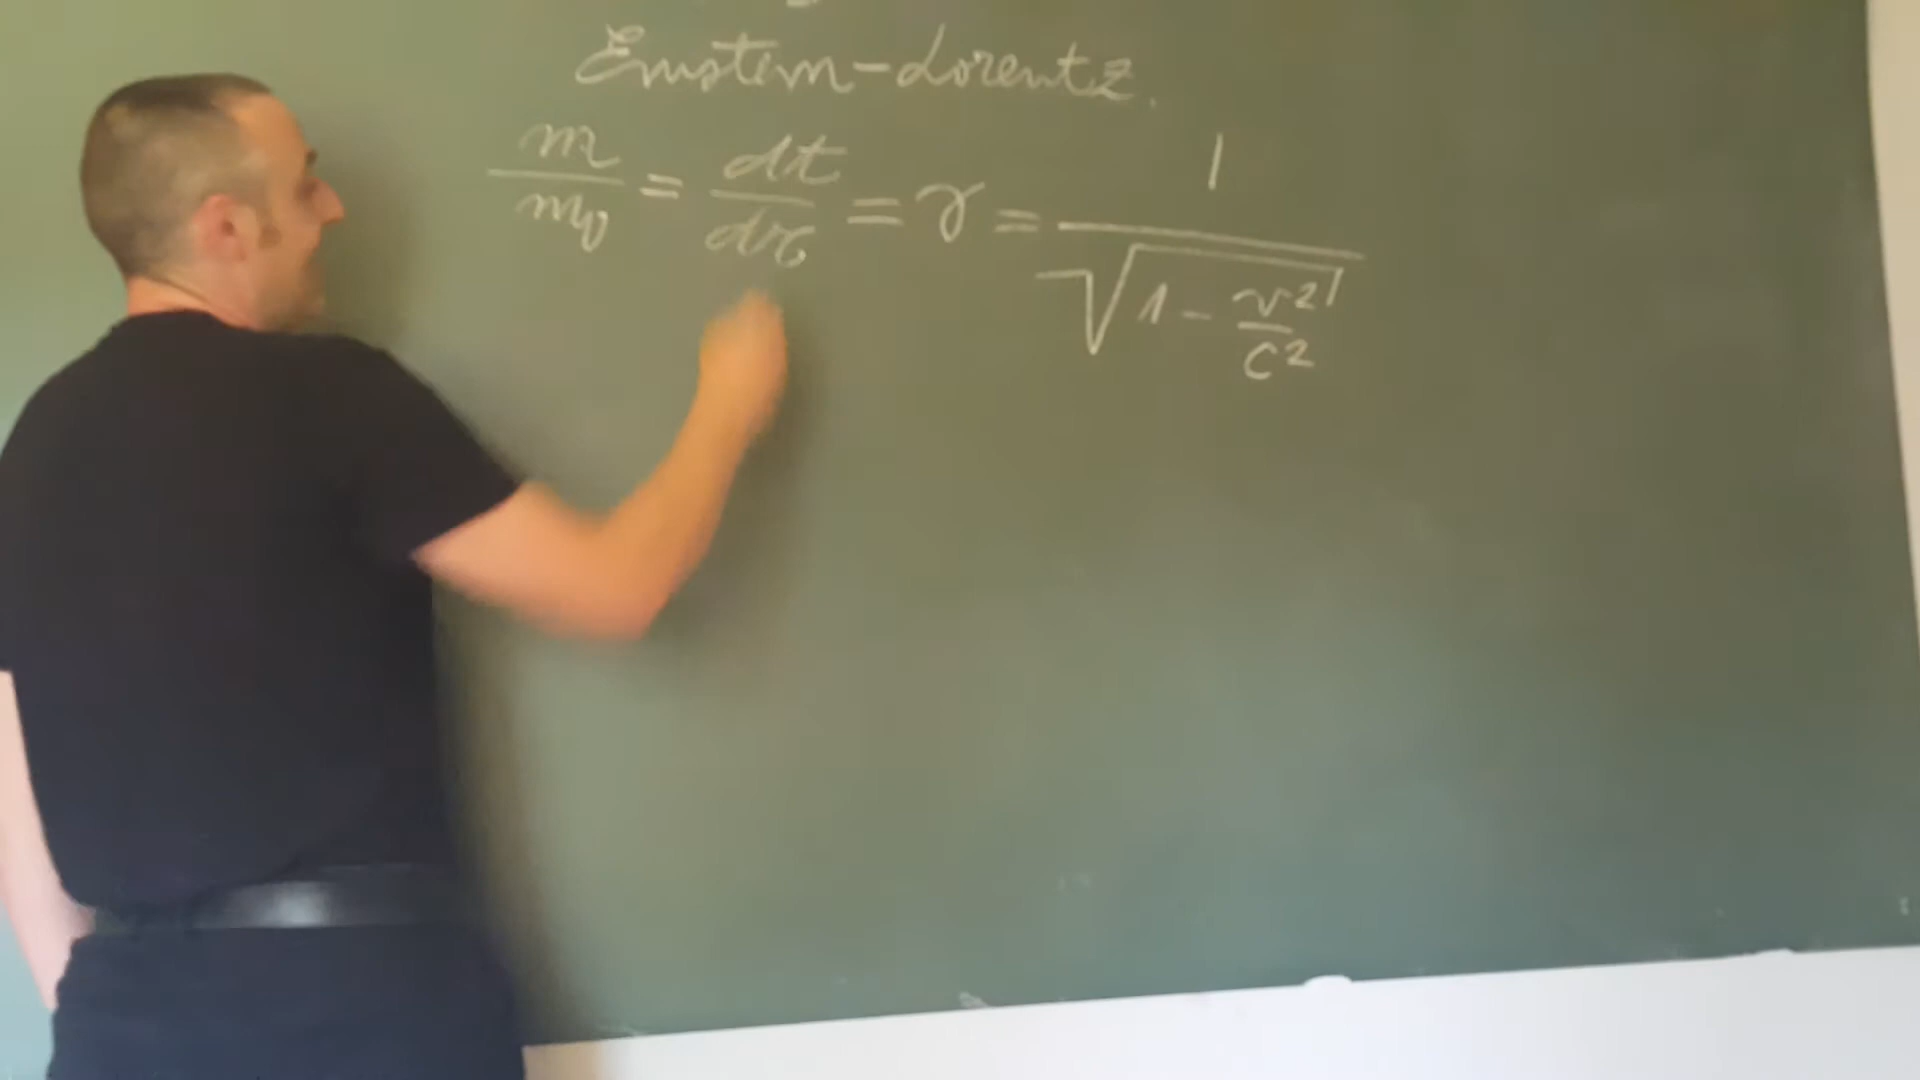 Einstein-Lorentz.
m/m₀ = dt/dτ = γ = 1/√(1 - v²/c²)